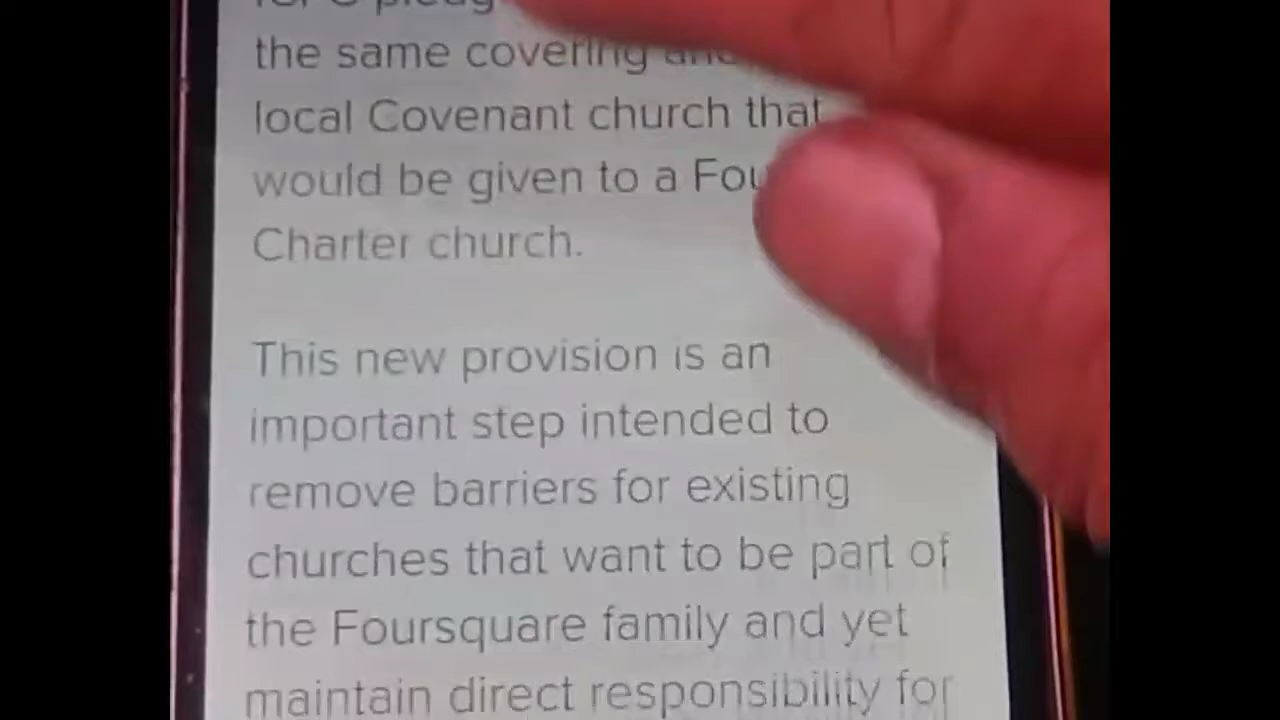 the same covering and
local Covenant church that
would be given to a Fou
Charter church.
This new provision is an
important step intended to
remove barriers for existing
churches that want to be part of
the Foursquare family and yet
maintain direct responsibility for